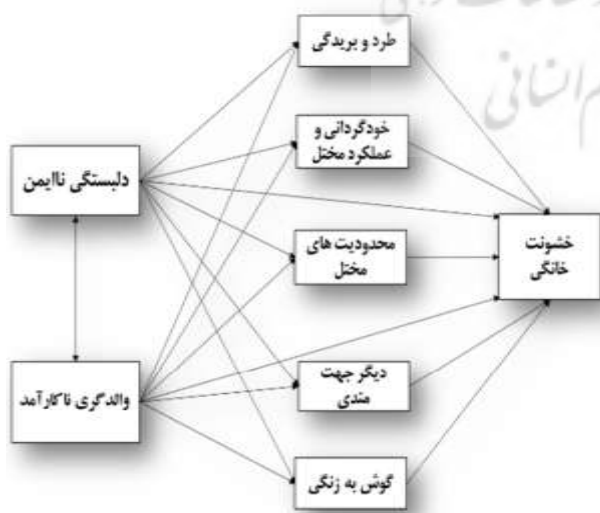 طرد و بریدگی
خودگردانی و
عملکرد مختل
دلبستگی ناایمن
محدودیت های
مختل
خشونت
خانگی
والدگری ناکارآمد
دیگر جهت
مندی
گوش به زنگی
م انسانی